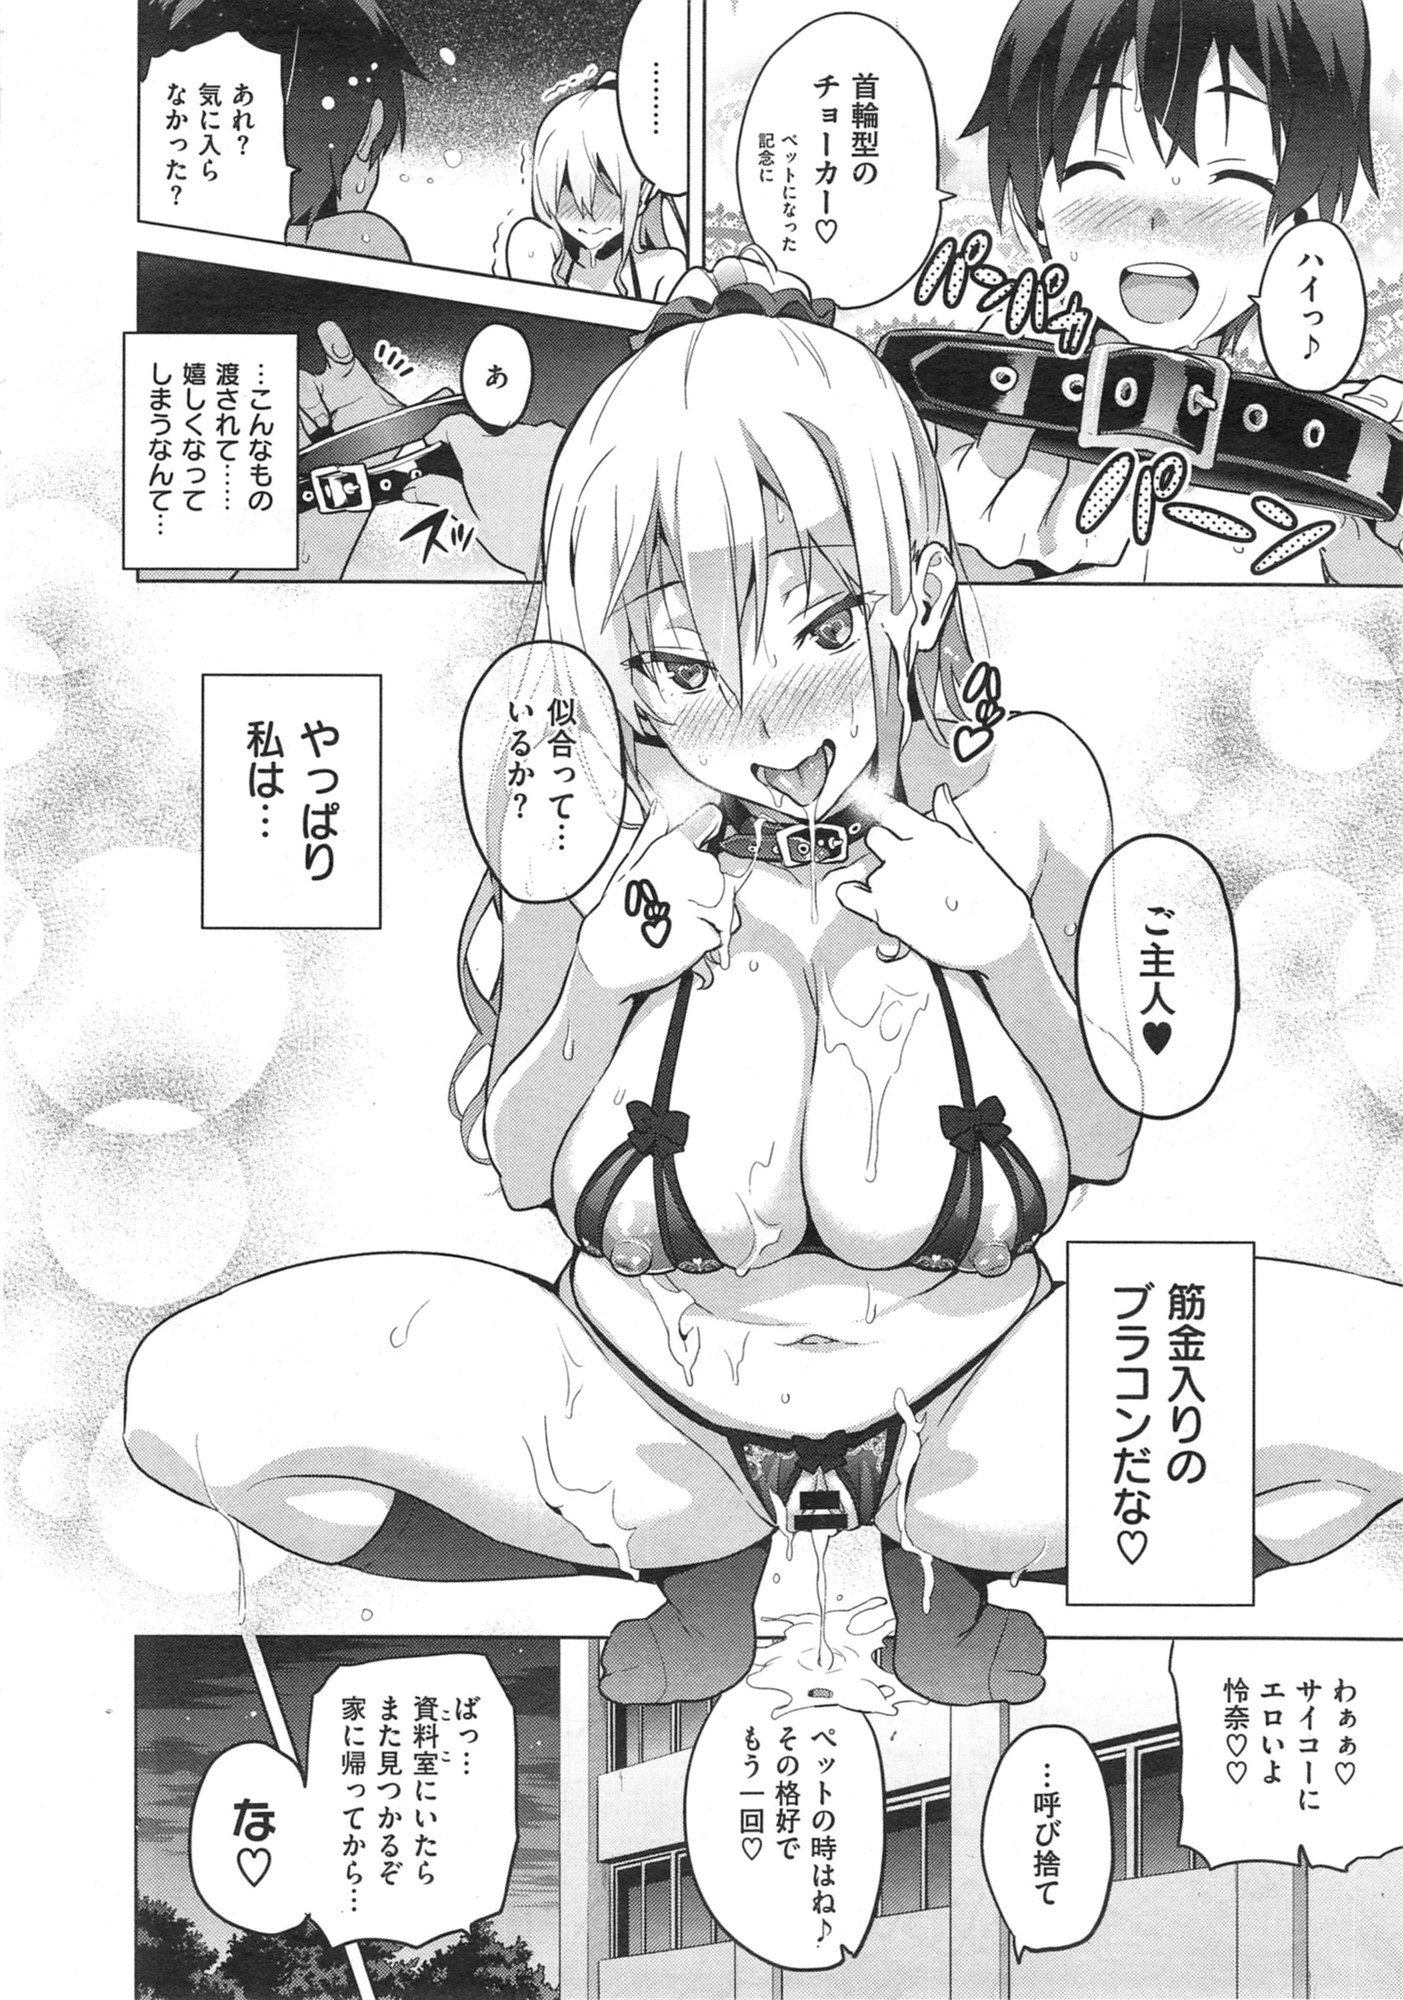 ハイっ♪
首輪型の
チョーカー♡
ペットになった
記念に
パンパカ
パーン
………
あれ?
気に入ら
なかった?
あ
ズッ
…こんなもの
渡されて……
嬉しくなって
しまうなんて…
ご主人♥
似合って…
いるか?
やっぱり
私は…
筋金入りの
ブラコンだな♡
わぁぁ♡
サイコーに
エロいよ
怜奈♡♡
…呼び捨て
ペットの時はね♪
その格好で
もう一回♡
ばっ…
資料室にいたら
ここ
また見つかるぞ
家に帰ってから…
な♡